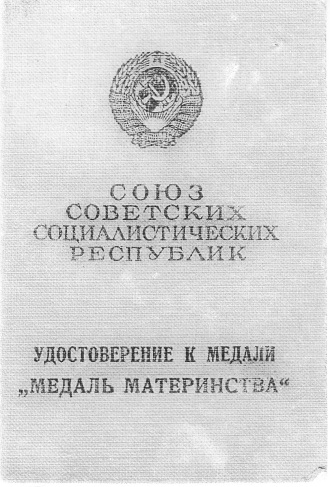 СОЮЗ
СОВЕТСКИХ
СОЦИАЛИСТИЧЕСКИХ
РЕСПУБЛИК
УДОСТОВЕРЕНИЕ К МЕДАЛИ
„МЕДАЛЬ МАТЕРИНСТВА“